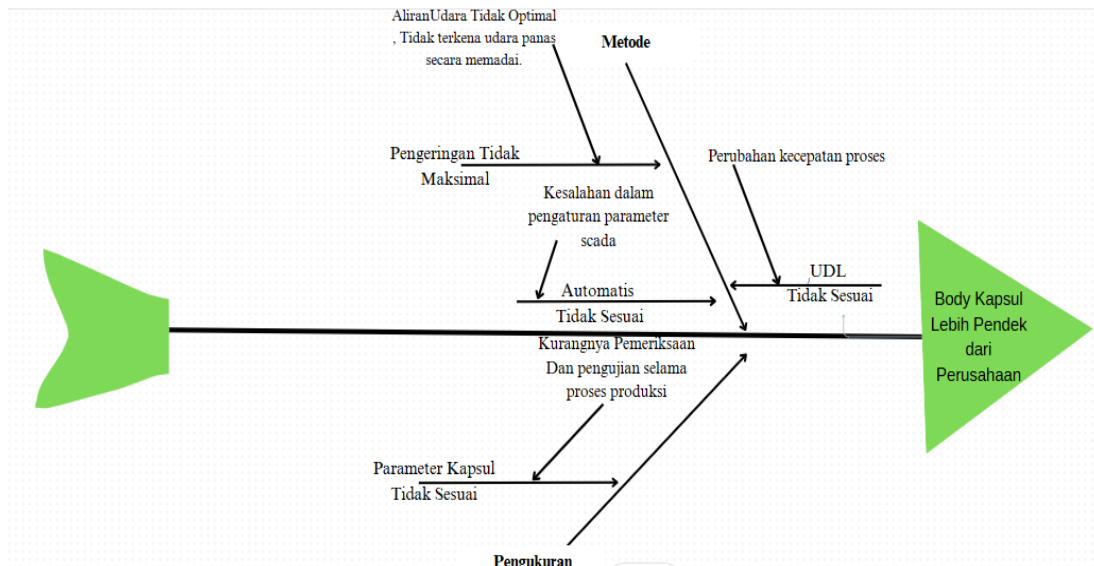 AliranUdara Tidak Optimal
, Tidak terkena udara panas
secara memadai.
Metode
Pengeringan Tidak
Maksimal
Perubahan kecepatan proses
Kesalahan dalam
pengaturan parameter
scada
UDL
Tidak Sesuai
Automatis
Tidak Sesuai
Body Kapsul
Lebih Pendek
dari
Perusahaan
Kurangnya Pemeriksaan
Dan pengujian selama
proses produksi
Parameter Kapsul
Tidak Sesuai
Pengukuran